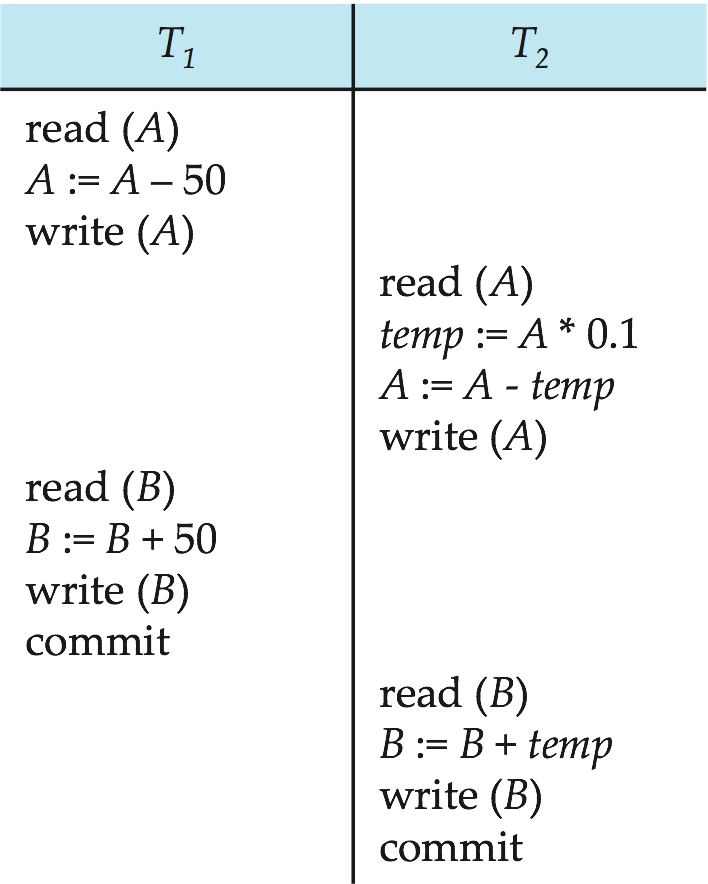 T1 T2
read (A)
A := A – 50
write (A)
read (A)
temp := A * 0.1
A := A - temp
write (A)
read (B)
B := B + 50
write (B)
commit
read (B)
B := B + temp
write (B)
commit